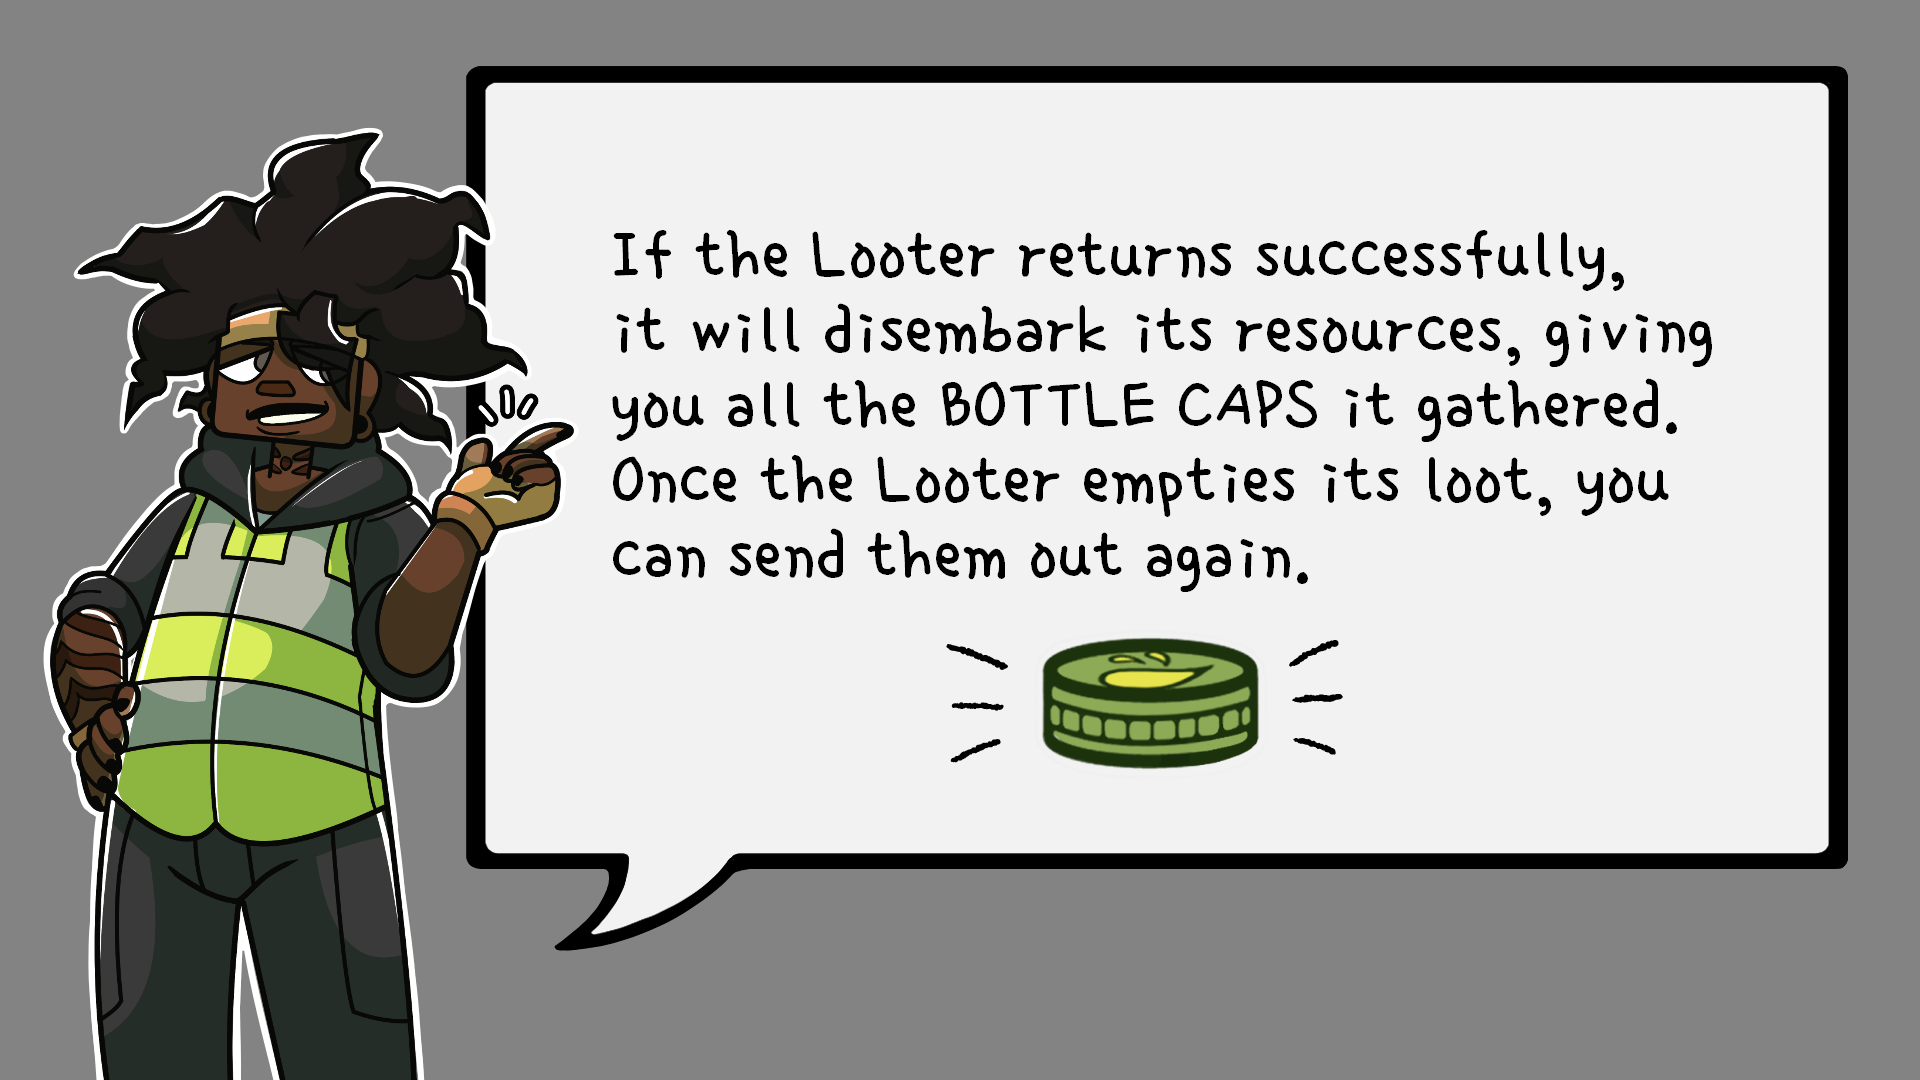 If the Looter returns successfully,
it will disembark its resources, giving
you all the BOTTLE CAPS it gathered.
Once the Looter empties its loot, you
can send them out again.